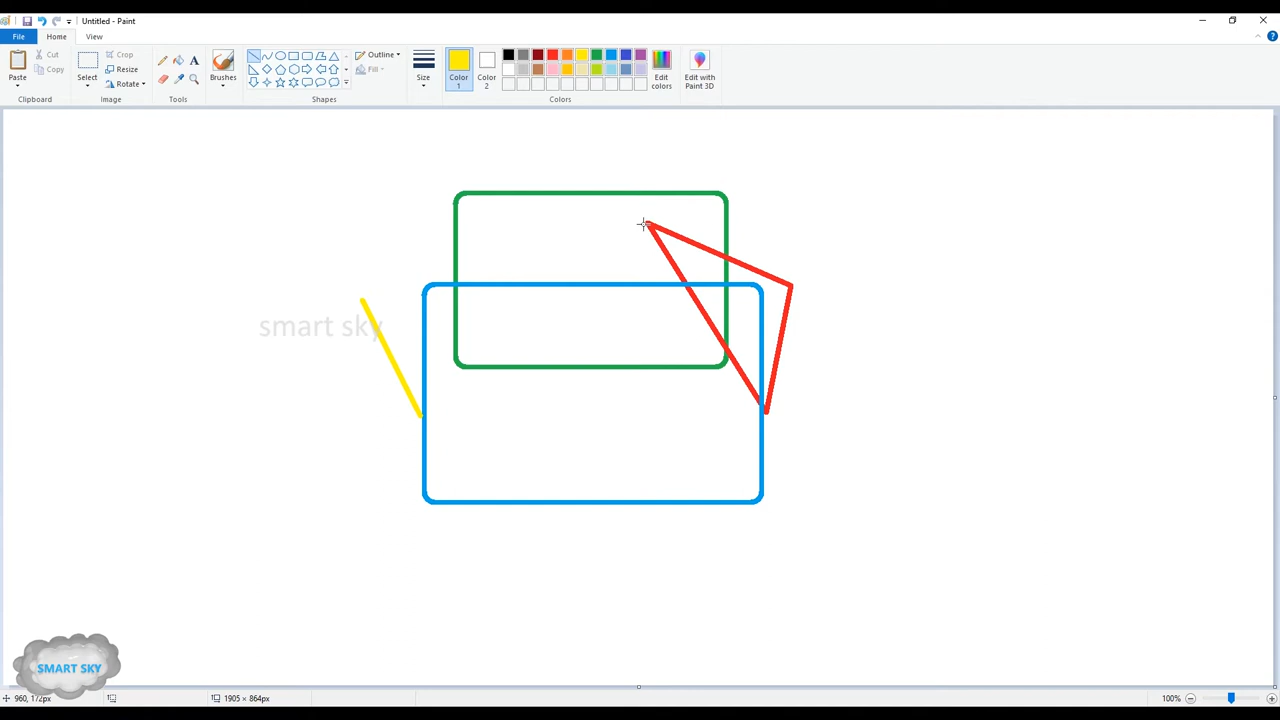 Untitled - Paint
File
Home
View
Paste
Cut
Copy
Clipboard
Select
Crop
Resize
Rotate
Image
A
Tools
Brushes
Outline
Fill
Shapes
Size
Color 1
Color 2
Edit colors
Colors
Edit with Paint 3D
smart sky
SMART SKY
960, 172px
1905 × 864px
100%